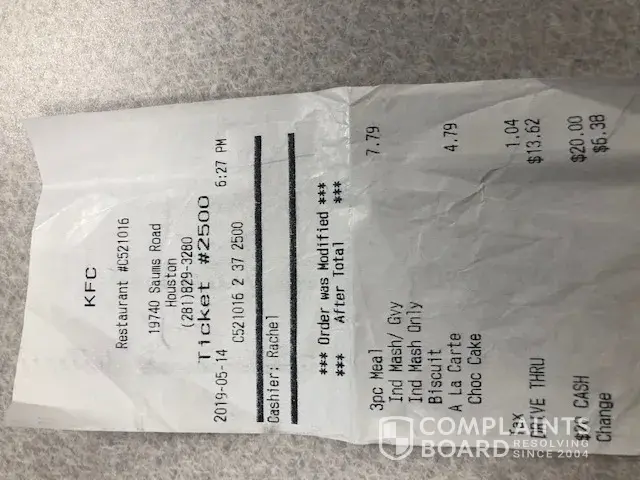 KFC
Restaurant #C521016
19740 Saums Road
Houston
(281)829-3280
Ticket #2500
2019-05-14 6:27 PM
C521016 2 37 2500
Cashier: Rachel
*** Order was Modified ***
*** After Total ***
3pc Meal 7.79
Ind Mash/ Gvy
Ind Mash Only
Biscuit
A La Carte
Choc Cake 4.79
Tax 1.04
DRIVE THRU $13.62
$20 CASH $20.00
Change $6.38
COMPLAINTS
BOARD RESOLVING
SINCE 2004